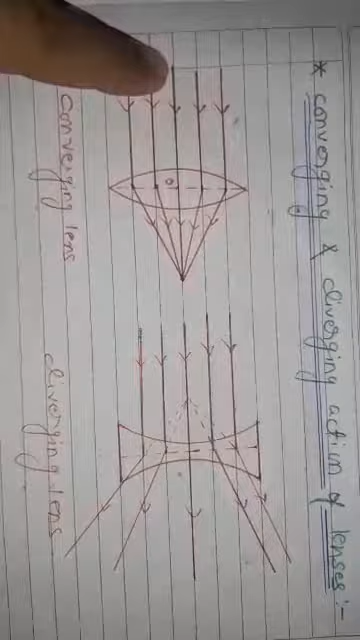 * converging & diverging action of lenses:-
o
converging lens
diverging lens